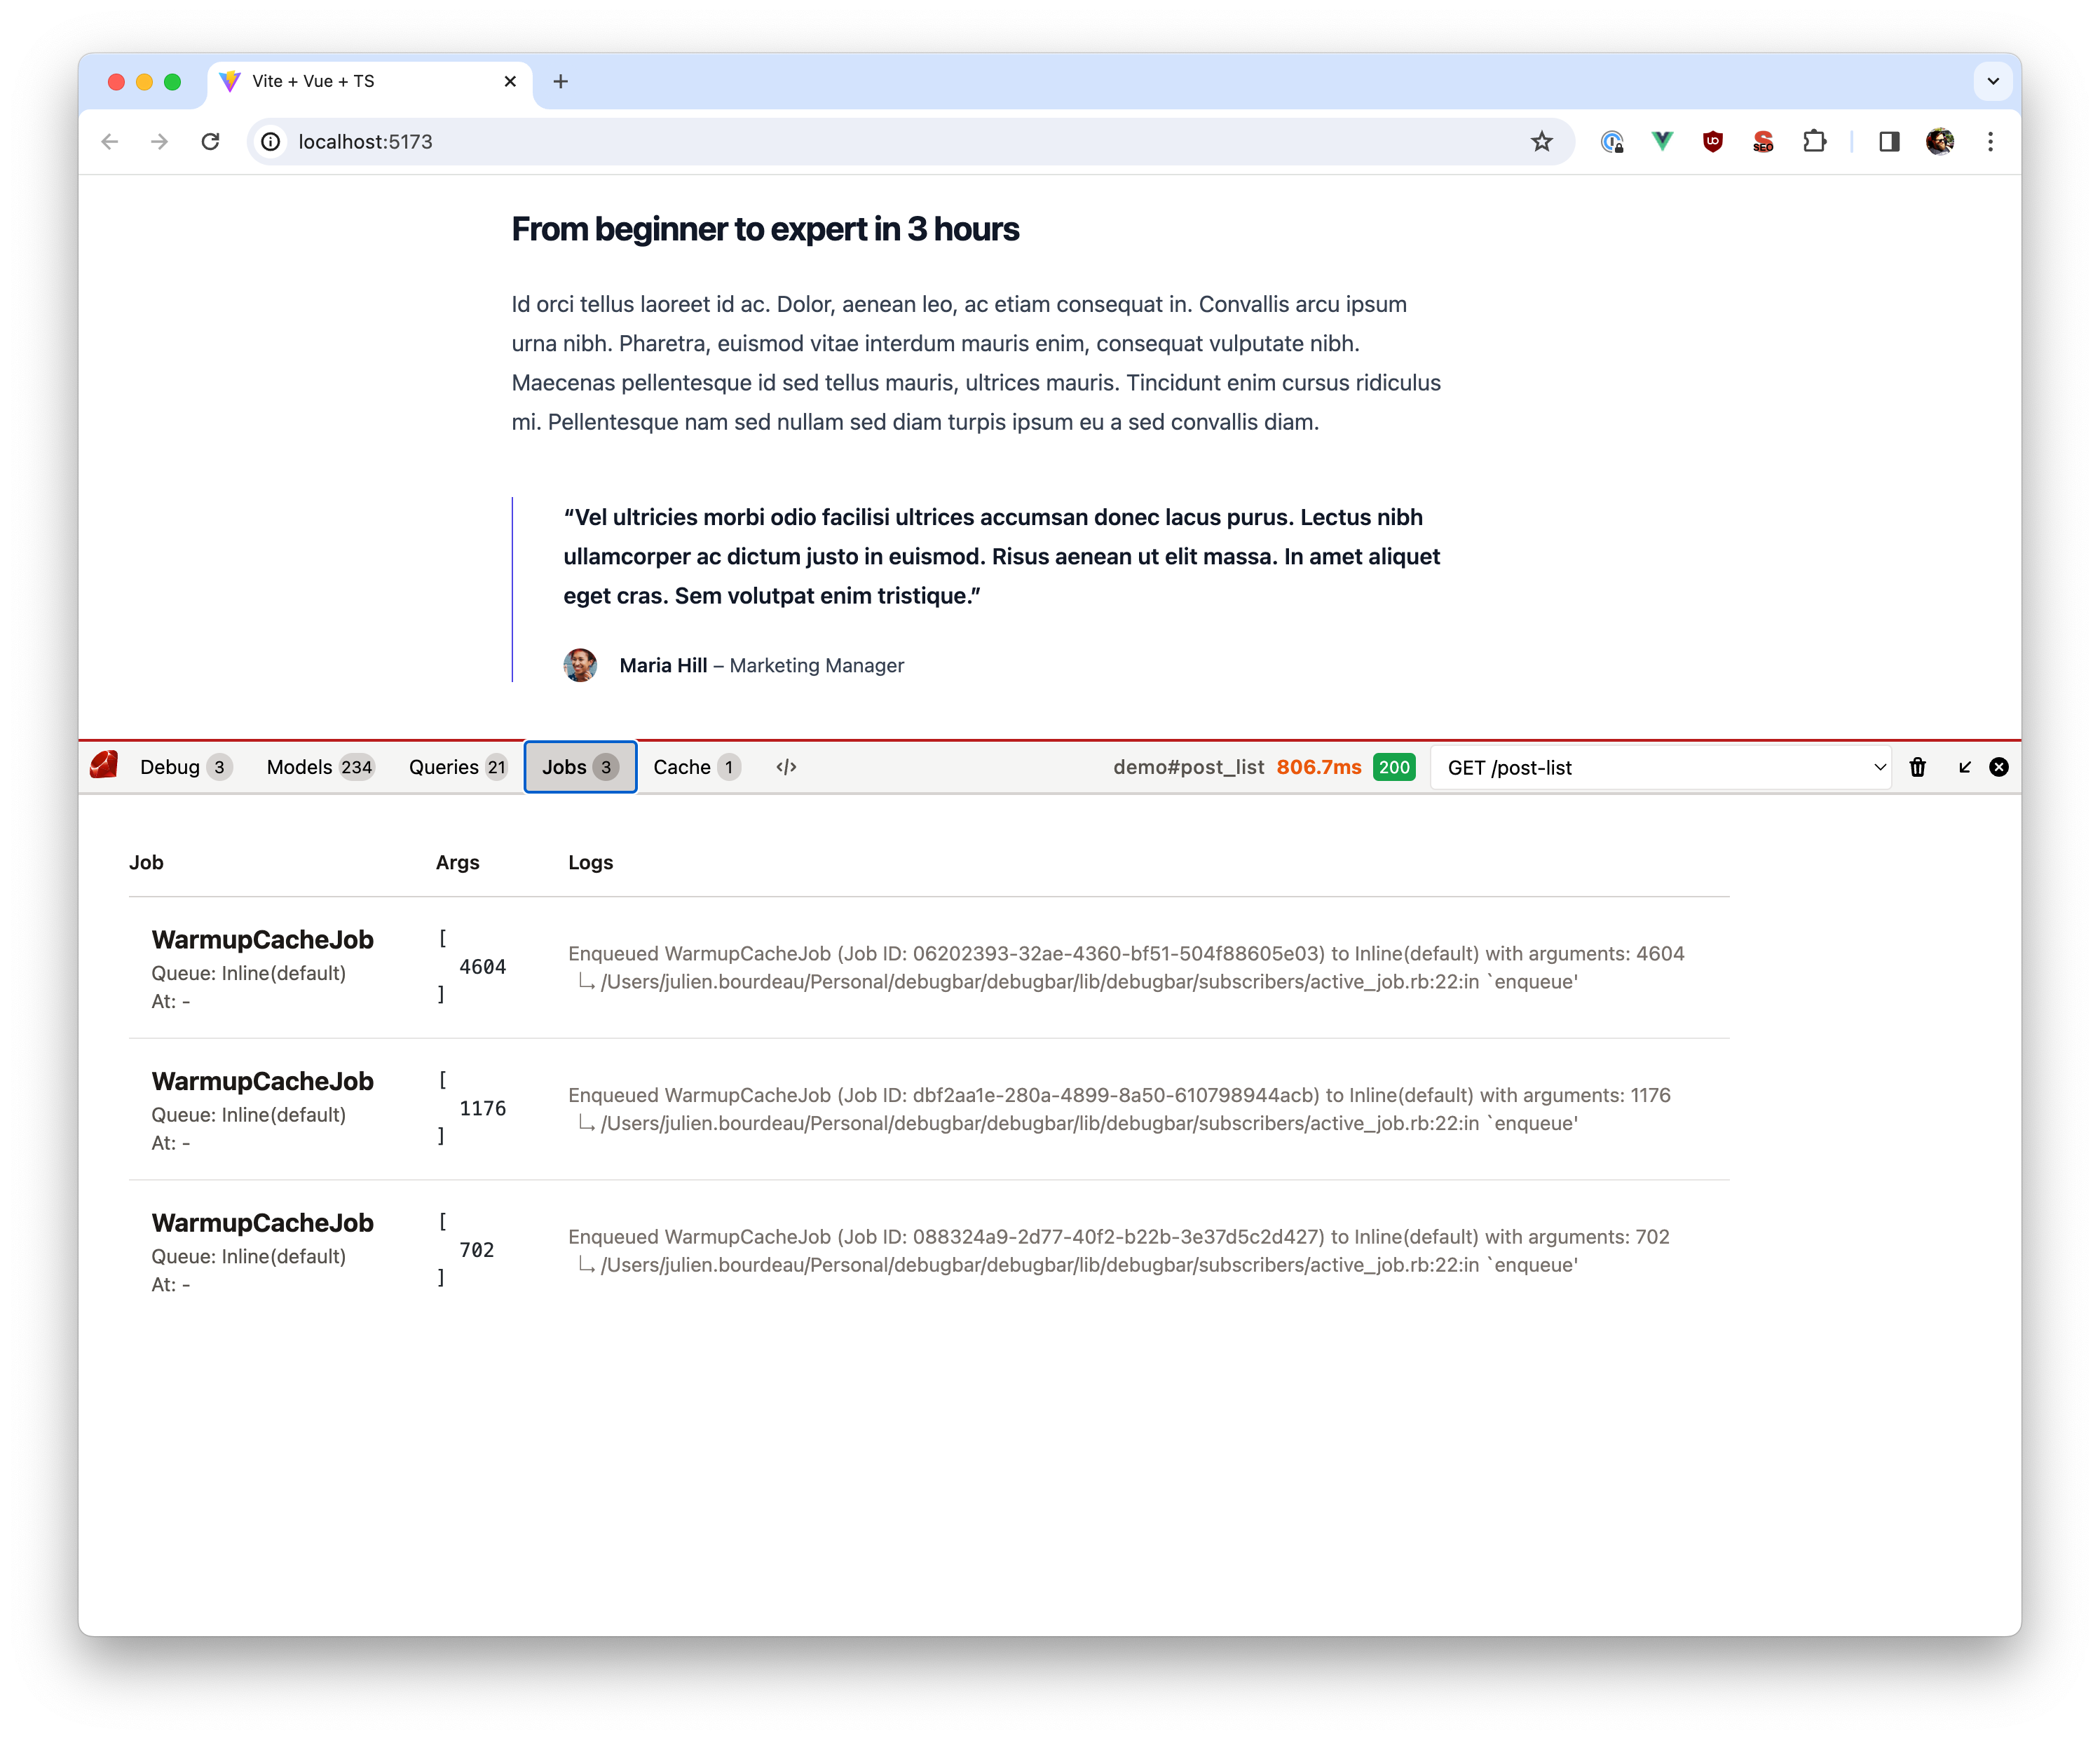 Vite + Vue + TS
localhost:5173
SEO
From beginner to expert in 3 hours
Id orci tellus laoreet id ac. Dolor, aenean leo, ac etiam consequat in. Convallis arcu ipsum
urna nibh. Pharetra, euismod vitae interdum mauris enim, consequat vulputate nibh.
Maecenas pellentesque id sed tellus mauris, ultrices mauris. Tincidunt enim cursus ridiculus
mi. Pellentesque nam sed nullam sed diam turpis ipsum eu a sed convallis diam.
“Vel ultricies morbi odio facilisi ultrices accumsan donec lacus purus. Lectus nibh
ullamcorper ac dictum justo in euismod. Risus aenean ut elit massa. In amet aliquet
eget cras. Sem volutpat enim tristique.”
Maria Hill – Marketing Manager
Debug 3 Models 234 Queries 21 Jobs 3 Cache 1 </> demo#post_list 806.7ms 200 GET /post-list
Job Args Logs
WarmupCacheJob
Queue: Inline(default)
At: -
[
4604
]
Enqueued WarmupCacheJob (Job ID: 06202393-32ae-4360-bf51-504f88605e03) to Inline(default) with arguments: 4604
↳ /Users/julien.bourdeau/Personal/debugbar/debugbar/lib/debugbar/subscribers/active_job.rb:22:in `enqueue'
WarmupCacheJob
Queue: Inline(default)
At: -
[
1176
]
Enqueued WarmupCacheJob (Job ID: dbf2aa1e-280a-4899-8a50-610798944acb) to Inline(default) with arguments: 1176
↳ /Users/julien.bourdeau/Personal/debugbar/debugbar/lib/debugbar/subscribers/active_job.rb:22:in `enqueue'
WarmupCacheJob
Queue: Inline(default)
At: -
[
702
]
Enqueued WarmupCacheJob (Job ID: 088324a9-2d77-40f2-b22b-3e37d5c2d427) to Inline(default) with arguments: 702
↳ /Users/julien.bourdeau/Personal/debugbar/debugbar/lib/debugbar/subscribers/active_job.rb:22:in `enqueue'